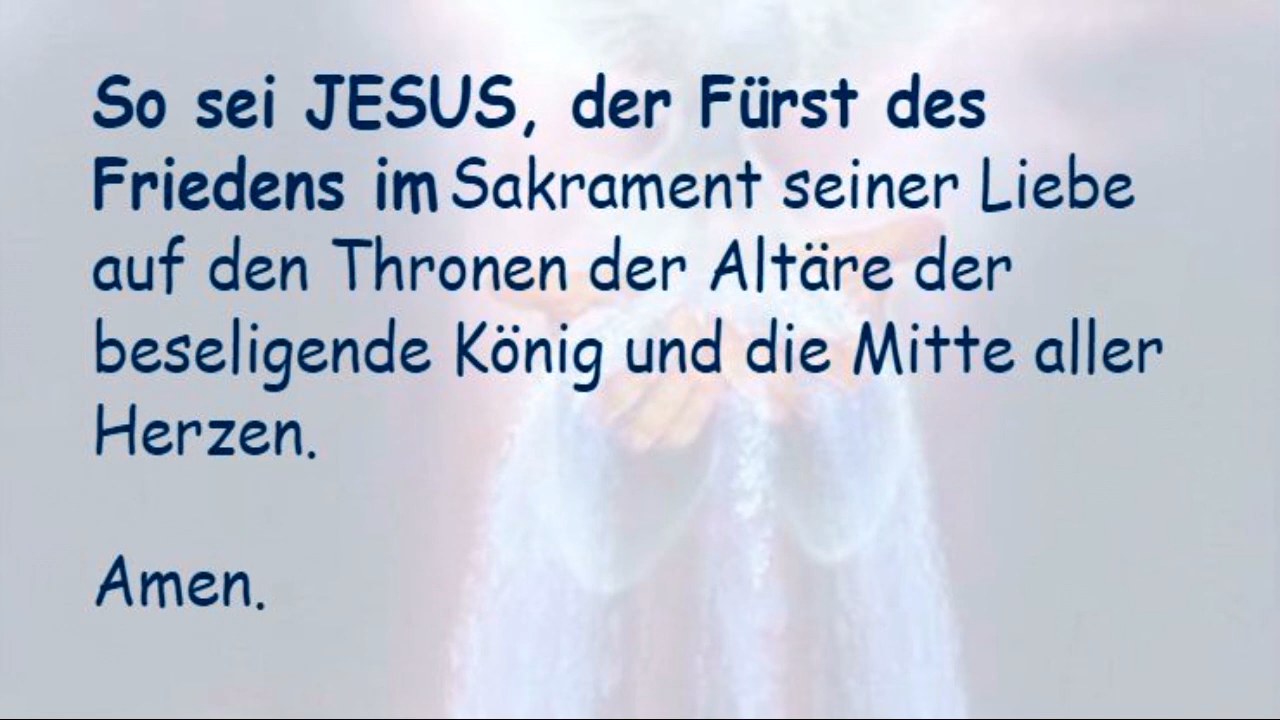 So sei JESUS, der Fürst des
Friedens im Sakrament seiner Liebe
auf den Thronen der Altäre der
beseligende König und die Mitte aller
Herzen.
Amen.